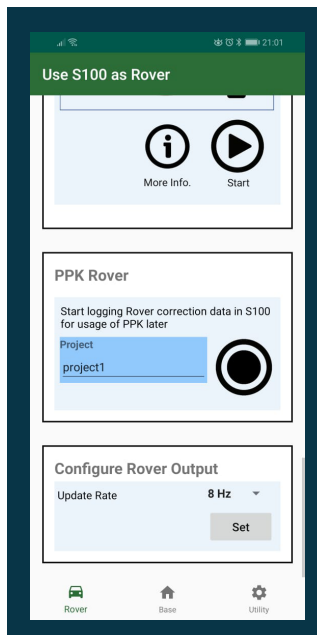 21:01
Use S100 as Rover
More Info.
Start
PPK Rover
Start logging Rover correction data in S100
for usage of PPK later
Project
project1
Configure Rover Output
Update Rate
8 Hz
Set
Rover
Base
Utility